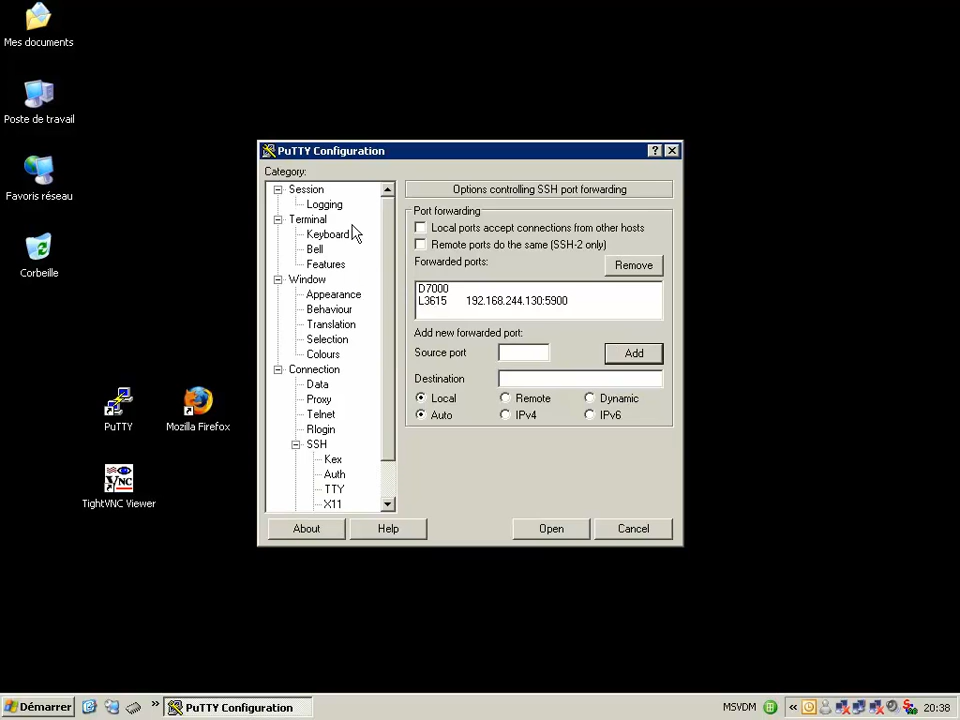 Mes documents
Poste de travail
Favoris réseau
Corbeille
PuTTY
Mozilla Firefox
VNC
TightVNC Viewer
PuTTY Configuration
Category:
Session
Logging
Terminal
Keyboard
Bell
Features
Window
Appearance
Behaviour
Translation
Selection
Colours
Connection
Data
Proxy
Telnet
Rlogin
SSH
Kex
Auth
TTY
X11
Options controlling SSH port forwarding
Port forwarding
Local ports accept connections from other hosts
Remote ports do the same (SSH-2 only)
Forwarded ports:
Remove
D7000
L3615 192.168.244.130:5900
Add new forwarded port:
Source port
Add
Destination
Local Remote Dynamic
Auto IPv4 IPv6
About Help Open Cancel
Démarrer
»
PuTTY Configuration
MSVDM
«
20:38